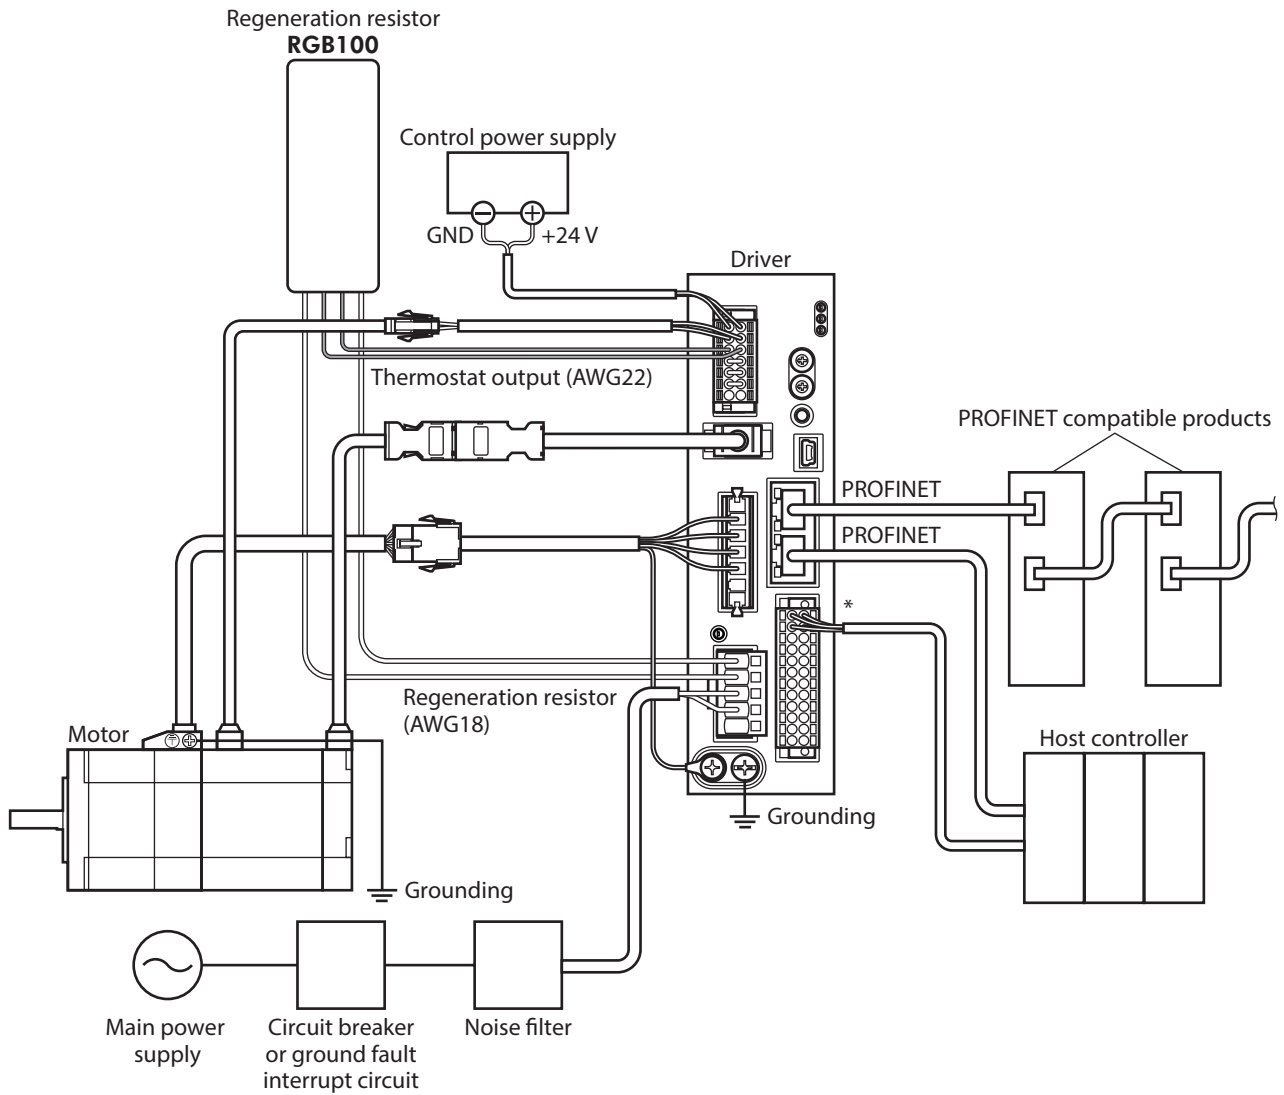 Regeneration resistor
RGB100
Control power supply
GND
+24 V
Driver
Thermostat output (AWG22)
PROFINET compatible products
PROFINET
PROFINET
*
Regeneration resistor
(AWG18)
Motor
Host controller
Grounding
Grounding
Main power
supply
Circuit breaker
or ground fault
interrupt circuit
Noise filter